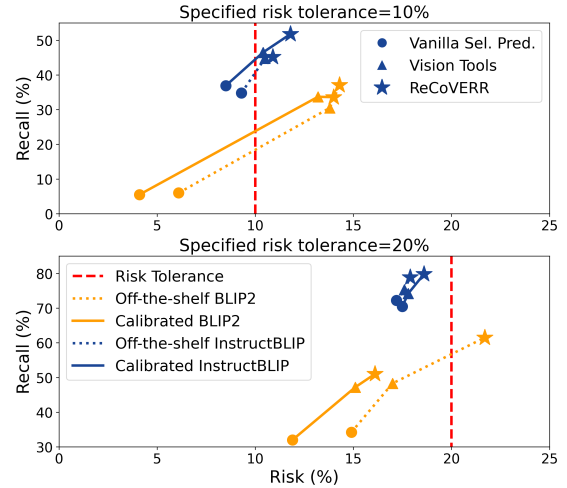 Specified risk tolerance=10%
Recall (%)
50
40
30
20
10
0
0 5 10 15 20 25
Vanilla Sel. Pred.
Vision Tools
ReCoVERR
Specified risk tolerance=20%
Recall (%)
80
70
60
50
40
30
Risk Tolerance
Off-the-shelf BLIP2
Calibrated BLIP2
Off-the-shelf InstructBLIP
Calibrated InstructBLIP
0 5 10 15 20 25
Risk (%)